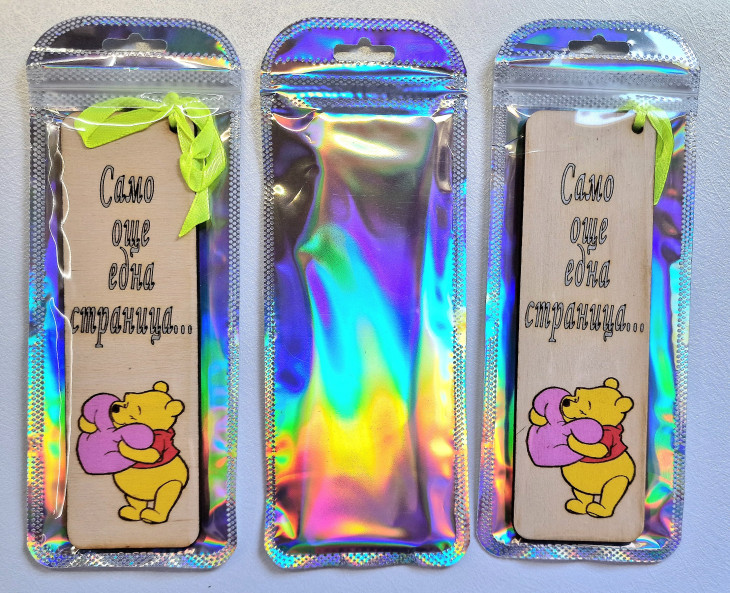 Само
още
една
страница...
Само
още
една
страница...